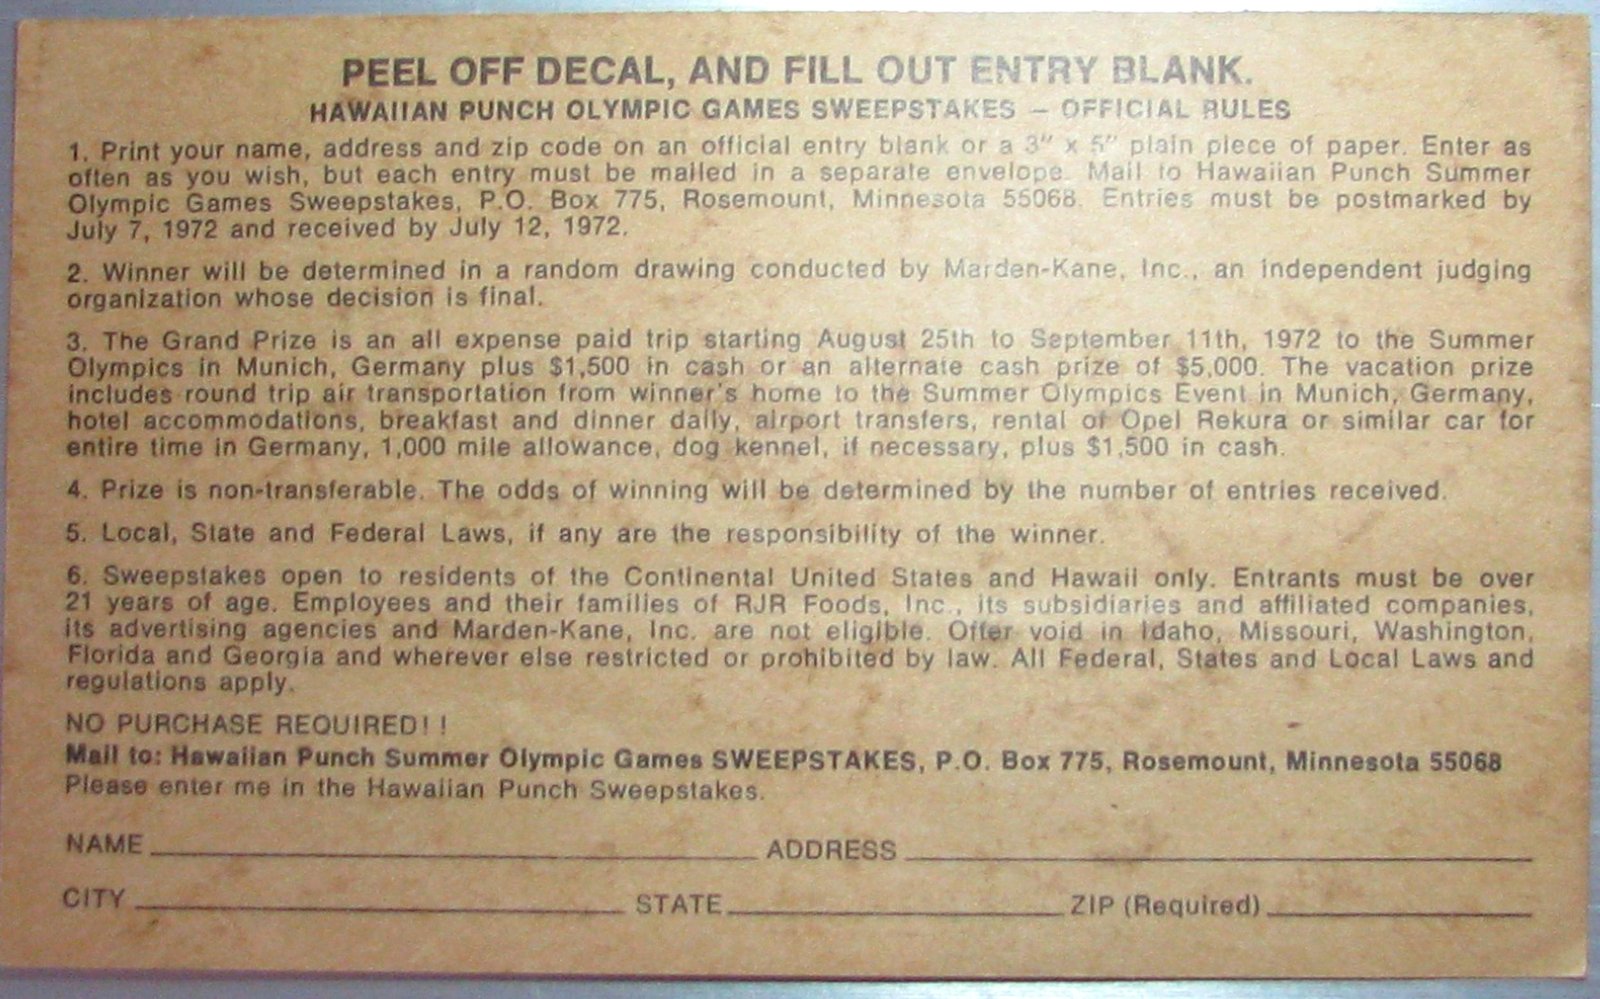 PEEL OFF DECAL, AND FILL OUT ENTRY BLANK.
HAWAIIAN PUNCH OLYMPIC GAMES SWEEPSTAKES – OFFICIAL RULES
1. Print your name, address and zip code on an official entry blank or a 3" x 5" plain piece of paper. Enter as
often as you wish, but each entry must be mailed in a separate envelope. Mail to Hawaiian Punch Summer
Olympic Games Sweepstakes, P.O. Box 775, Rosemount, Minnesota 55068. Entries must be postmarked by
July 7, 1972 and received by July 12, 1972.
2. Winner will be determined in a random drawing conducted by Marden-Kane, Inc., an independent judging
organization whose decision is final.
3. The Grand Prize is an all expense paid trip starting August 25th to September 11th, 1972 to the Summer
Olympics in Munich, Germany plus $1,500 in cash or an alternate cash prize of $5,000. The vacation prize
includes round trip air transportation from winner's home to the Summer Olympics Event in Munich, Germany,
hotel accommodations, breakfast and dinner daily, airport transfers, rental of Opel Rekura or similar car for
entire time in Germany, 1,000 mile allowance, dog kennel, if necessary, plus $1,500 in cash.
4. Prize is non-transferable. The odds of winning will be determined by the number of entries received.
5. Local, State and Federal Laws, if any are the responsibility of the winner.
6. Sweepstakes open to residents of the Continental United States and Hawaii only. Entrants must be over
21 years of age. Employees and their families of RJR Foods, Inc., its subsidiaries and affiliated companies,
its advertising agencies and Marden-Kane, Inc. are not eligible. Offer void in Idaho, Missouri, Washington,
Florida and Georgia and wherever else restricted or prohibited by law. All Federal, States and Local Laws and
regulations apply.
NO PURCHASE REQUIRED! !
Mail to: Hawaiian Punch Summer Olympic Games SWEEPSTAKES, P.O. Box 775, Rosemount, Minnesota 55068
Please enter me in the Hawaiian Punch Sweepstakes.
NAME ADDRESS
CITY STATE ZIP (Required)